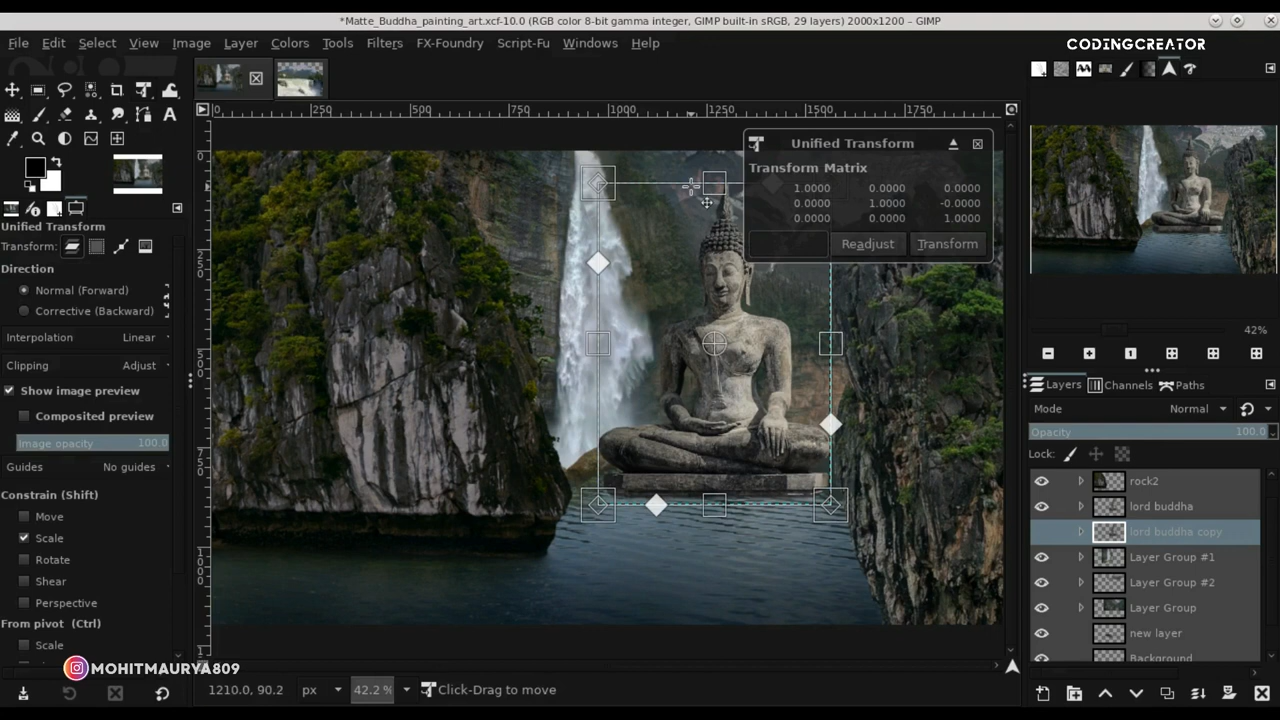 *Matte_Buddha_painting_art.xcf-10.0 (RGB color 8-bit gamma integer, GIMP built-in sRGB, 29 layers) 2000x1200 – GIMP
File Edit Select View Image Layer Colors Tools Filters FX-Foundry Script-Fu Windows Help
CODINGCREATOR
0 250 500 750 1000 1250 1500 1750
Unified Transform
Transform Matrix
1.0000 0.0000 0.0000
0.0000 1.0000 -0.0000
0.0000 0.0000 1.0000
Readjust Transform
Unified Transform
Transform:
Direction
Normal (Forward)
Corrective (Backward)
Interpolation Linear
Clipping Adjust
Show image preview
Composited preview
Image opacity 100.0
Guides No guides
Constrain (Shift)
Move
Scale
Rotate
Shear
Perspective
From pivot (Ctrl)
Scale
MOHITMAURYA809
1210.0, 90.2 px 42.2 % Click-Drag to move
42%
Layers Channels Paths
Mode Normal
Opacity 100.0
Lock:
rock2
lord buddha
lord buddha copy
Layer Group #1
Layer Group #2
Layer Group
new layer
Background